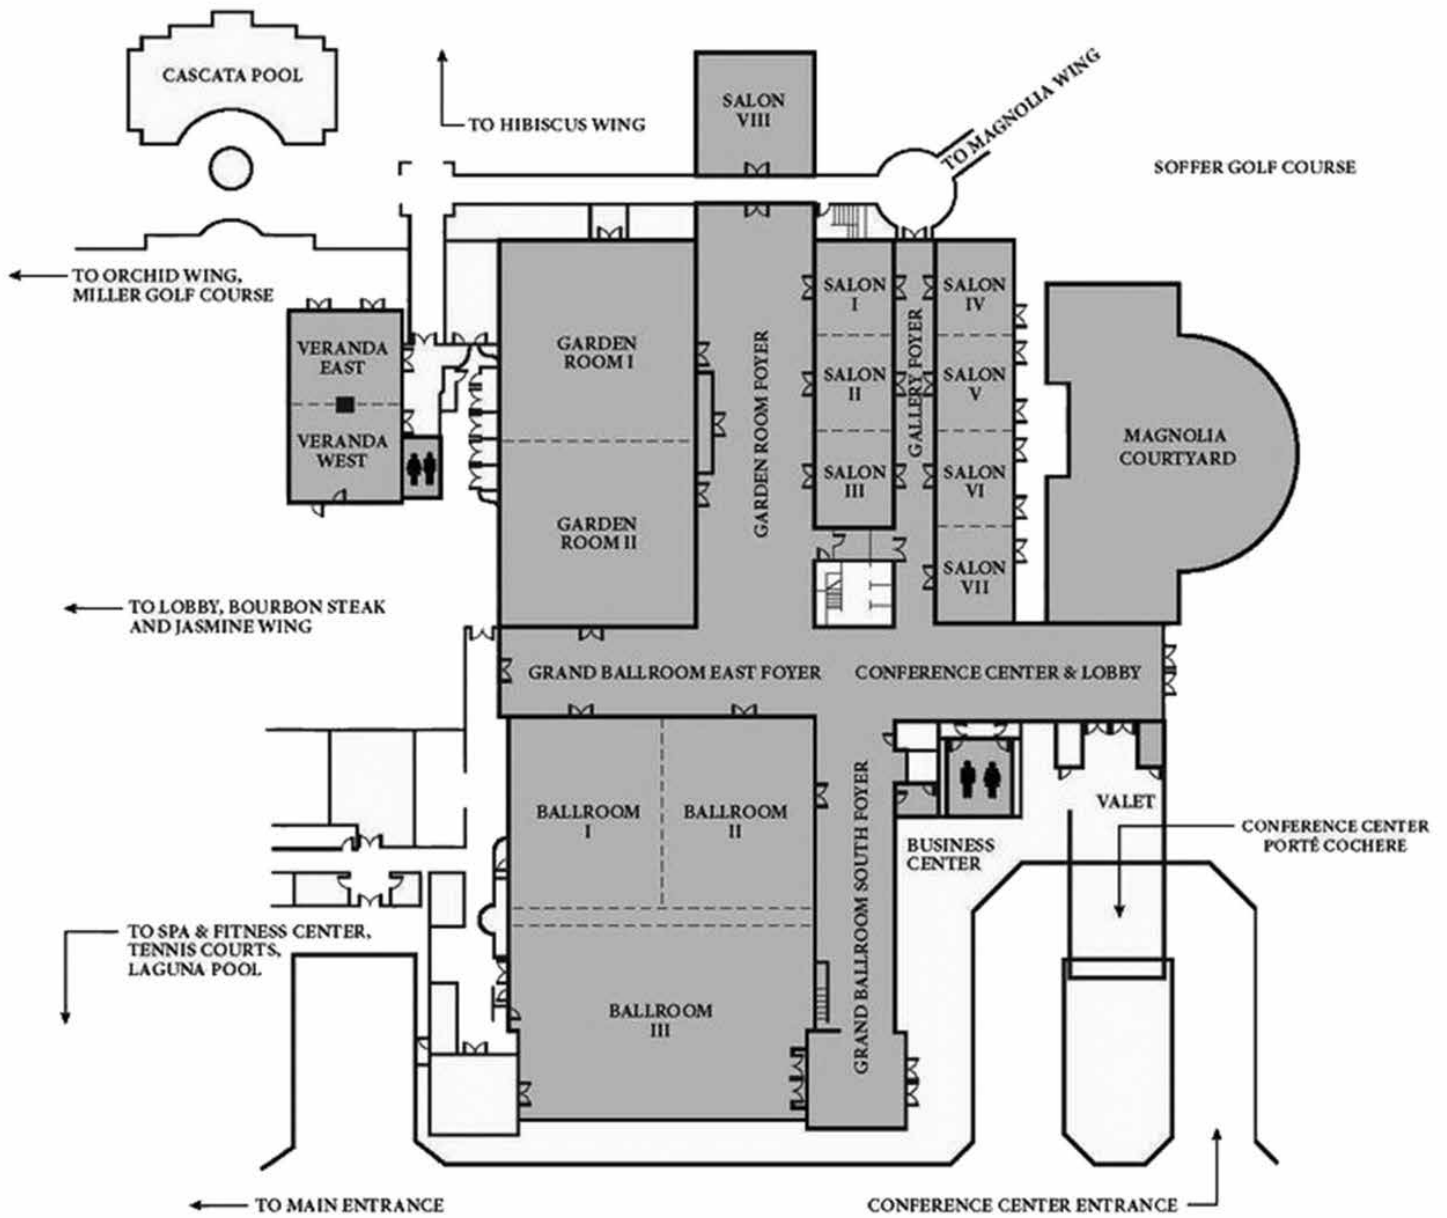 CASCATA POOL
TO HIBISCUS WING
SALON
VIII
TO MAGNOLIA WING
SOFFER GOLF COURSE
TO ORCHID WING,
MILLER GOLF COURSE
VERANDA
EAST
VERANDA
WEST
GARDEN
ROOM I
GARDEN
ROOM II
GARDEN ROOM FOYER
SALON
I
SALON
II
SALON
III
GALLERY FOYER
SALON
IV
SALON
V
SALON
VI
SALON
VII
MAGNOLIA
COURTYARD
TO LOBBY, BOURBON STEAK
AND JASMINE WING
GRAND BALLROOM EAST FOYER
CONFERENCE CENTER & LOBBY
BALLROOM
I
BALLROOM
II
BALLROOM
III
GRAND BALLROOM SOUTH FOYER
BUSINESS
CENTER
VALET
CONFERENCE CENTER
PORTÉ COCHERE
TO SPA & FITNESS CENTER,
TENNIS COURTS,
LAGUNA POOL
TO MAIN ENTRANCE
CONFERENCE CENTER ENTRANCE